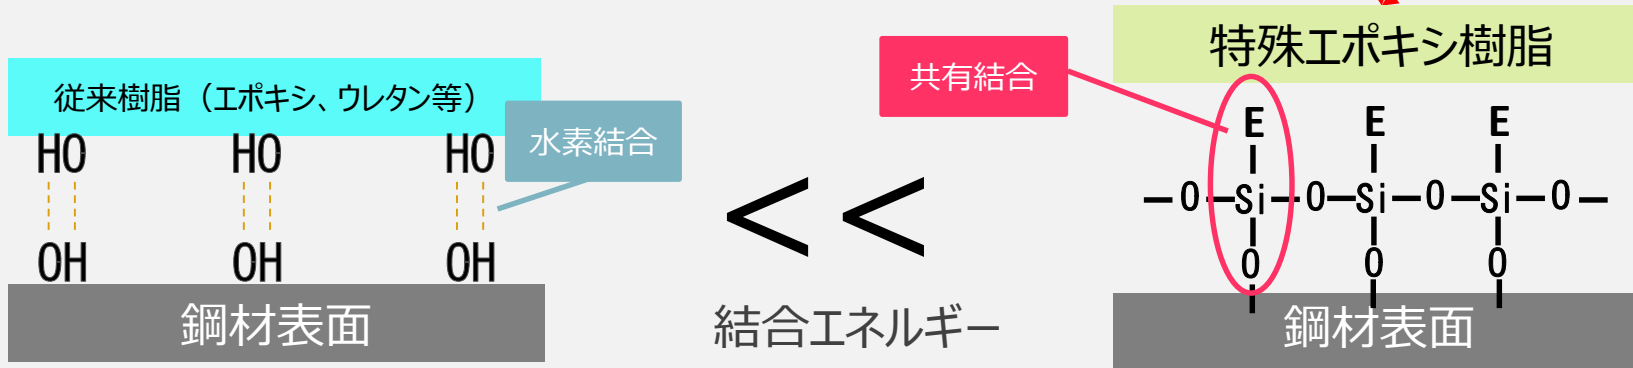 従来樹脂（エポキシ、ウレタン等）
HO HO HO
水素結合
OH OH OH
鋼材表面
<<
結合エネルギー
共有結合
特殊エポキシ樹脂
E E E
O Si O Si O Si O
O O O
鋼材表面